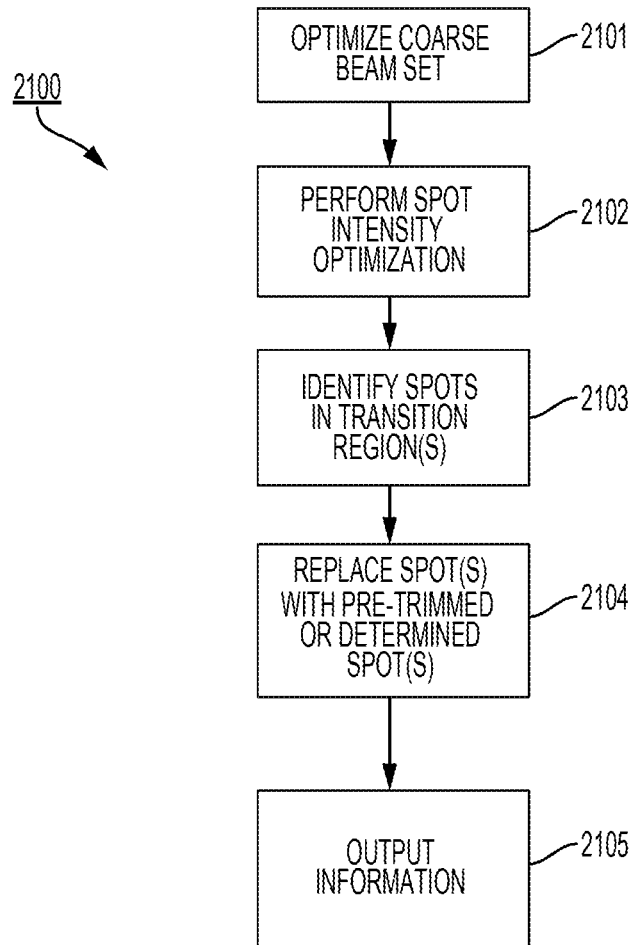 2100
OPTIMIZE COARSE
BEAM SET
2101
PERFORM SPOT
INTENSITY
OPTIMIZATION
2102
IDENTIFY SPOTS
IN TRANSITION
REGION(S)
2103
REPLACE SPOT(S)
WITH PRE-TRIMMED
OR DETERMINED
SPOT(S)
2104
OUTPUT
INFORMATION
2105